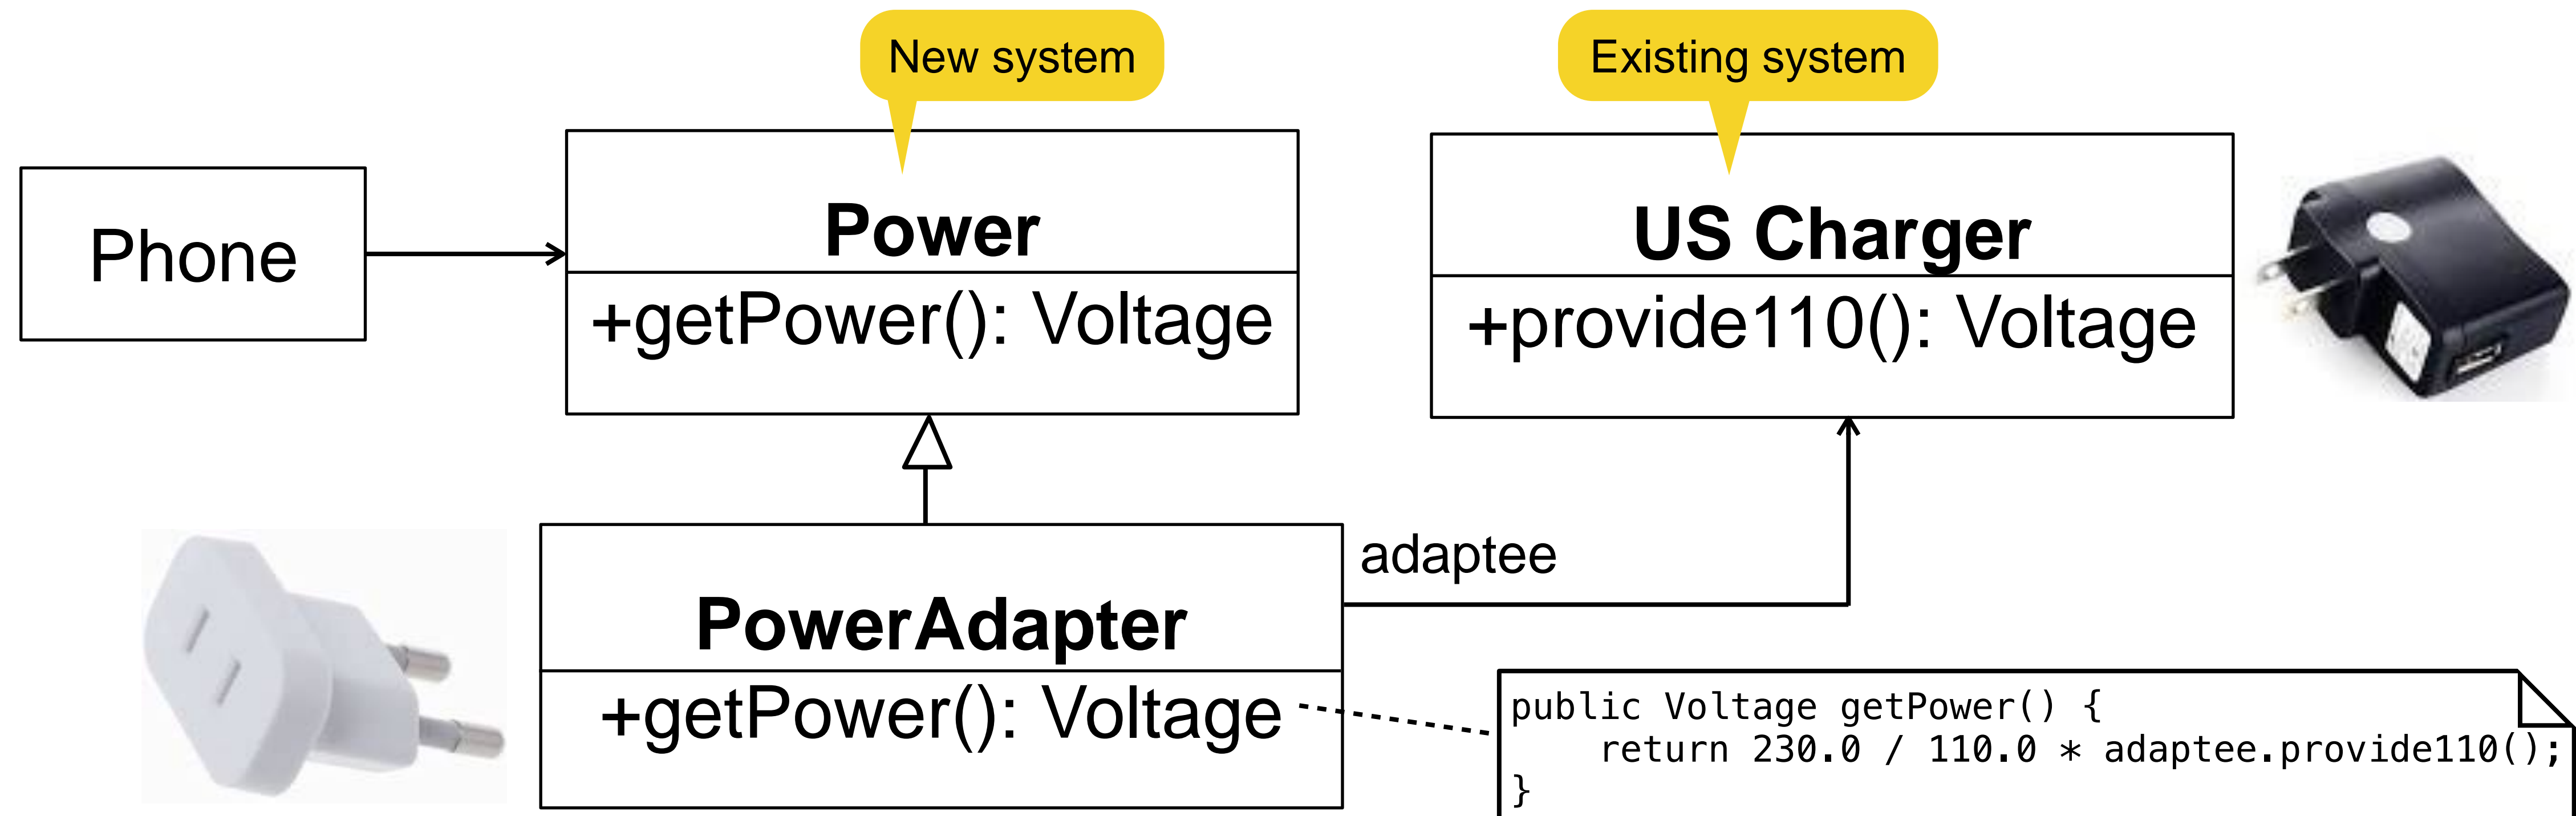 New system
Existing system
Phone
Power
+getPower(): Voltage
US Charger
+provide110(): Voltage
adaptee
PowerAdapter
+getPower(): Voltage
public Voltage getPower() {
    return 230.0 / 110.0 * adaptee.provide110();
}